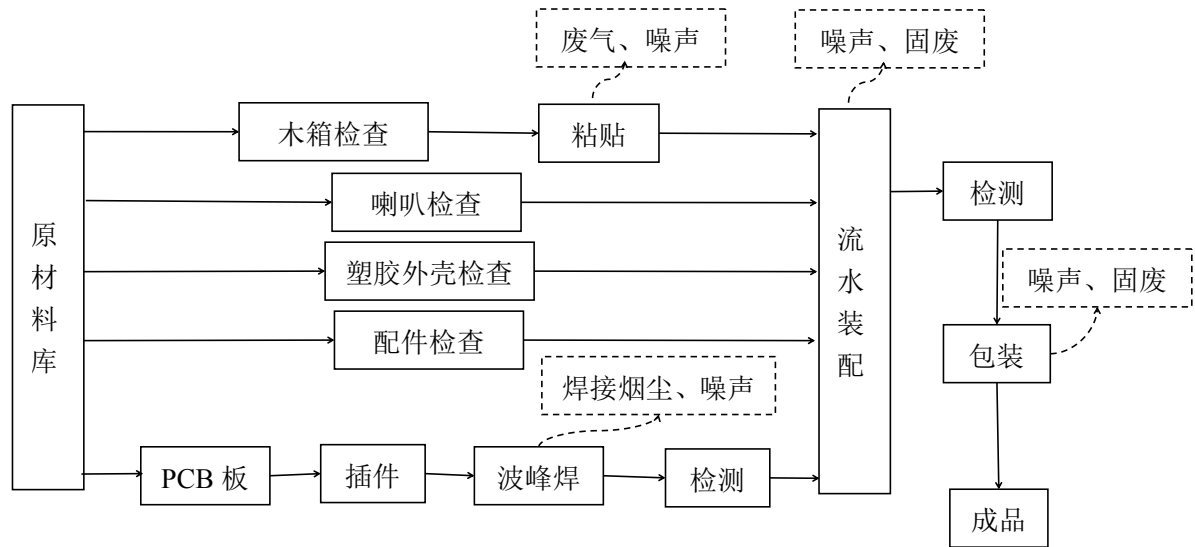 废气、噪声
噪声、固废
木箱检查
粘贴
原材料库
喇叭检查
塑胶外壳检查
配件检查
流水装配
检测
噪声、固废
包装
焊接烟尘、噪声
PCB 板
插件
波峰焊
检测
成品